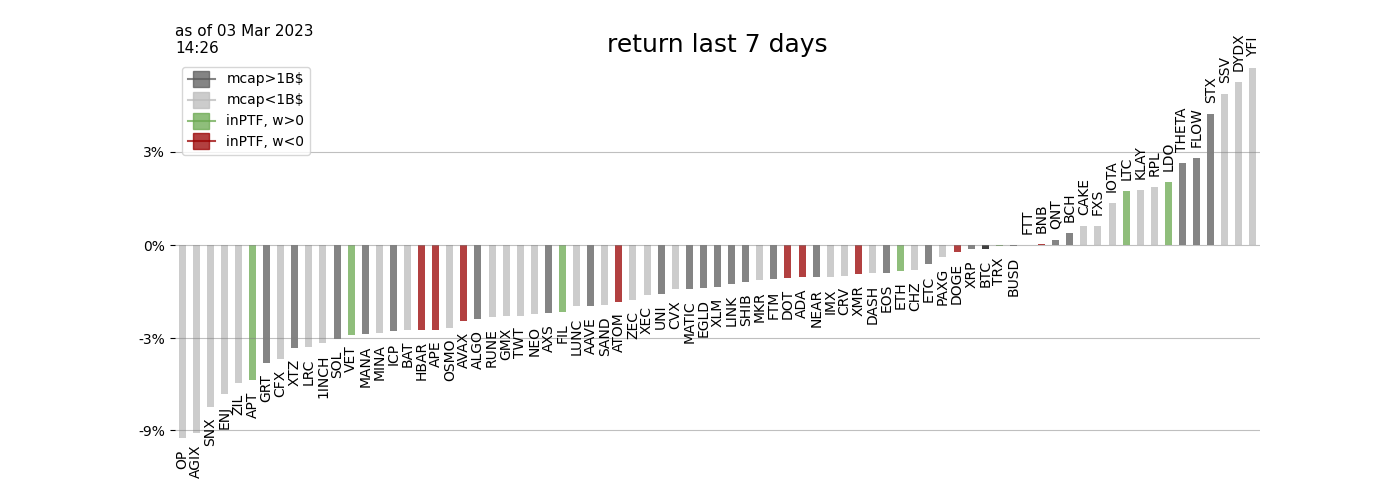 as of 03 Mar 2023
14:26
return last 7 days
mcap>1B$
mcap<1B$
inPTF, w>0
inPTF, w<0
3%
0%
-3%
-9%
OP
AGIX
SNX
ENJ
ZIL
APT
GRT
CFX
XTZ
LRC
1INCH
SOL
VET
MANA
MINA
ICP
BAT
HBAR
APE
OSMO
AVAX
ALGO
RUNE
GMX
TWT
NEO
AXS
FIL
LUNC
AAVE
SAND
ATOM
ZEC
XEC
UNI
CVX
MATIC
EGLD
XLM
LINK
SHIB
MKR
FTM
DOT
ADA
NEAR
IMX
CRV
XMR
DASH
EOS
ETH
CHZ
ETC
PAXG
DOGE
XRP
BTC
TRX
BUSD
FTT
BNB
QNT
BCH
CAKE
FXS
IOTA
LTC
KLAY
RPL
LDO
THETA
FLOW
STX
SSV
DYDX
YFI